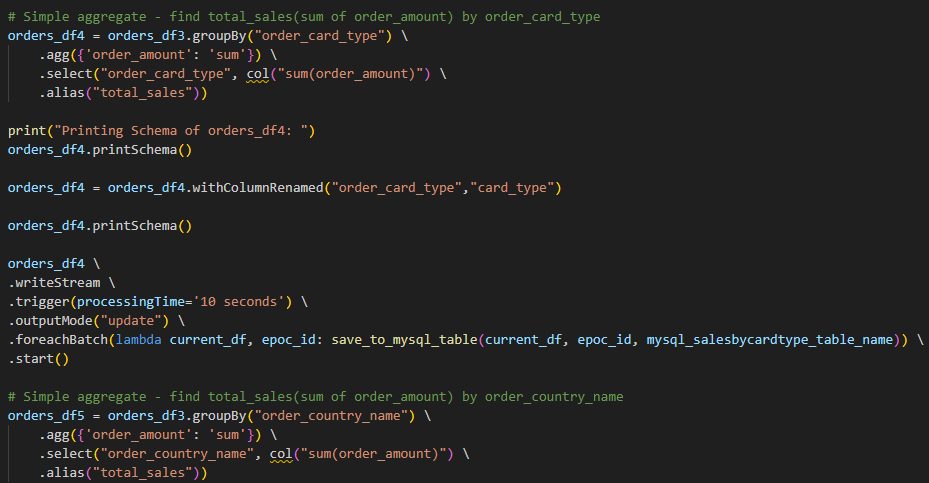 # Simple aggregate - find total_sales(sum of order_amount) by order_card_type
orders_df4 = orders_df3.groupBy("order_card_type") \
    .agg({'order_amount': 'sum'}) \
    .select("order_card_type", col("sum(order_amount)") \
    .alias("total_sales"))

print("Printing Schema of orders_df4: ")
orders_df4.printSchema()

orders_df4 = orders_df4.withColumnRenamed("order_card_type","card_type")

orders_df4.printSchema()

orders_df4 \
.writeStream \
.trigger(processingTime='10 seconds') \
.outputMode("update") \
.foreachBatch(lambda current_df, epoc_id: save_to_mysql_table(current_df, epoc_id, mysql_salesbycardtype_table_name)) \
.start()

# Simple aggregate - find total_sales(sum of order_amount) by order_country_name
orders_df5 = orders_df3.groupBy("order_country_name") \
    .agg({'order_amount': 'sum'}) \
    .select("order_country_name", col("sum(order_amount)") \
    .alias("total_sales"))